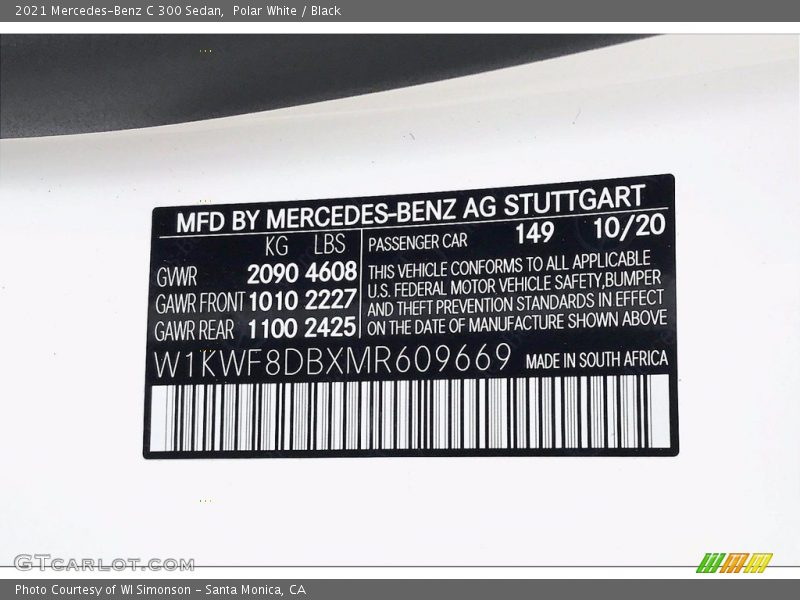 2021 Mercedes-Benz C 300 Sedan, Polar White / Black
MFD BY MERCEDES-BENZ AG STUTTGART
KG LBS PASSENGER CAR 149 10/20
GVWR 2090 4608
GAWR FRONT 1010 2227
GAWR REAR 1100 2425
THIS VEHICLE CONFORMS TO ALL APPLICABLE
U.S. FEDERAL MOTOR VEHICLE SAFETY,BUMPER
AND THEFT PREVENTION STANDARDS IN EFFECT
ON THE DATE OF MANUFACTURE SHOWN ABOVE
W1KWF8DBXMR609669 MADE IN SOUTH AFRICA
GTCARLOT.COM
Photo Courtesy of WI Simonson - Santa Monica, CA